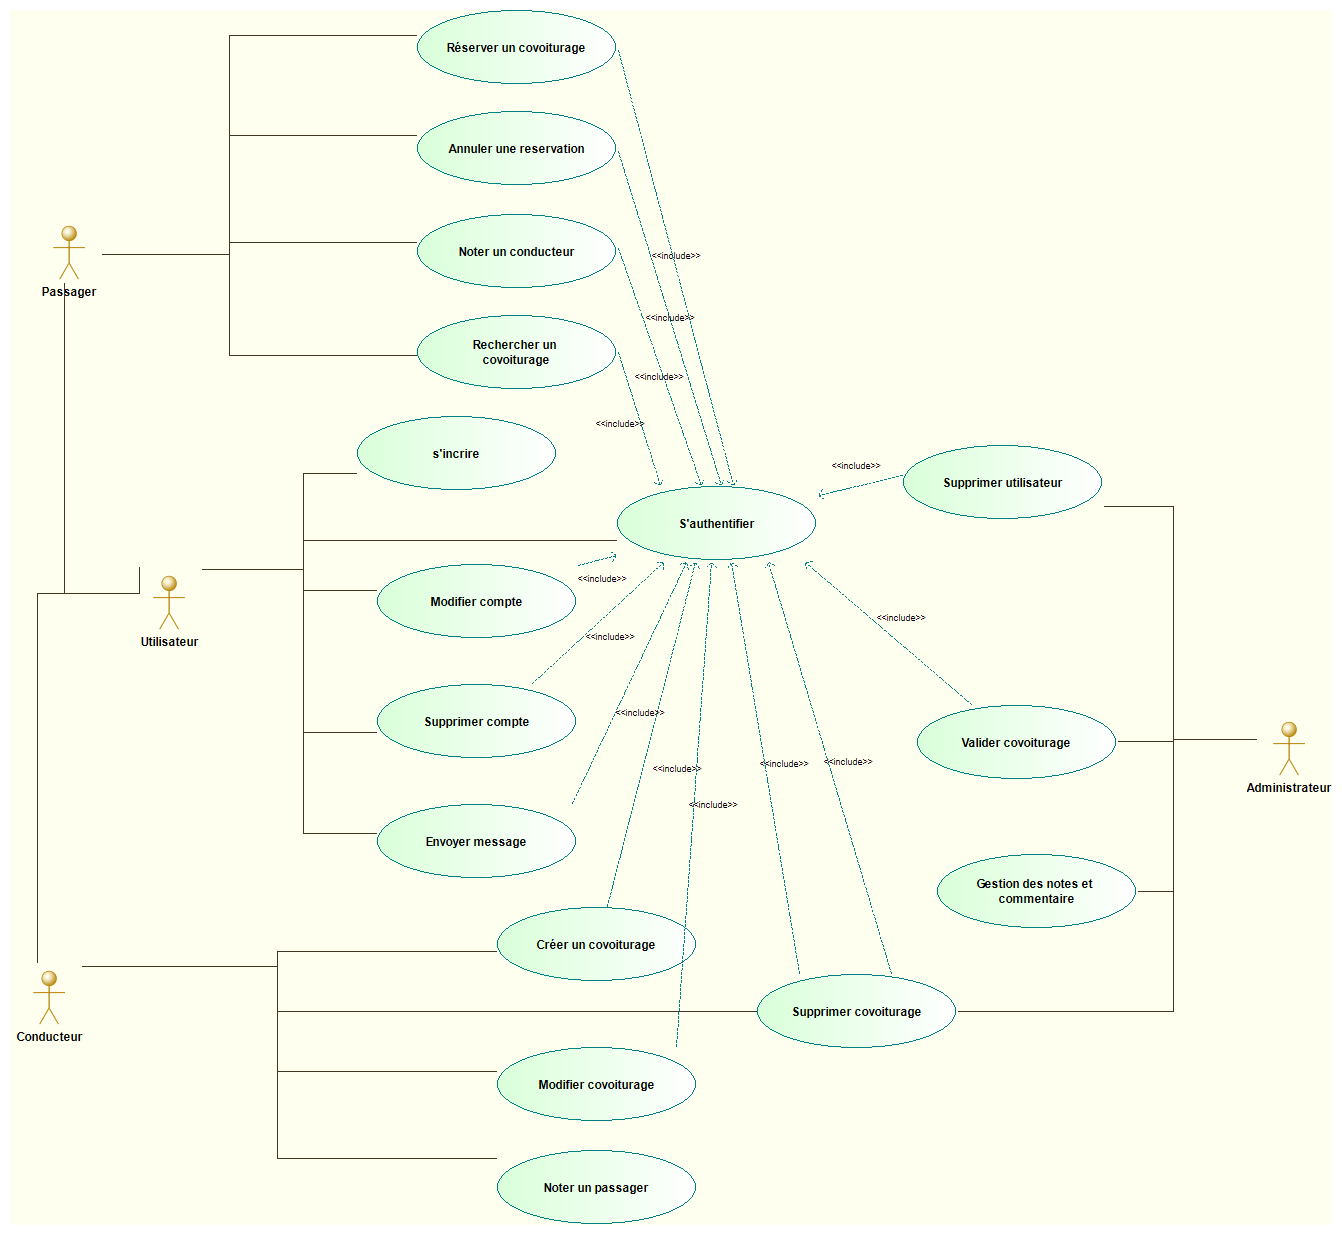 Réserver un covoiturage
Annuler une reservation
Passager
Noter un conducteur
<<include>>
<<include>>
Rechercher un
covoiturage
<<include>>
<<include>>
s'incrire
<<include>>
Supprimer utilisateur
S'authentifier
Utilisateur
Modifier compte
<<include>>
<<include>>
<<include>>
Supprimer compte
<<include>>
Valider covoiturage
Administrateur
<<include>>
<<include>>
<<include>>
<<include>>
Envoyer message
Gestion des notes et
commentaire
Créer un covoiturage
Conducteur
Supprimer covoiturage
Modifier covoiturage
Noter un passager